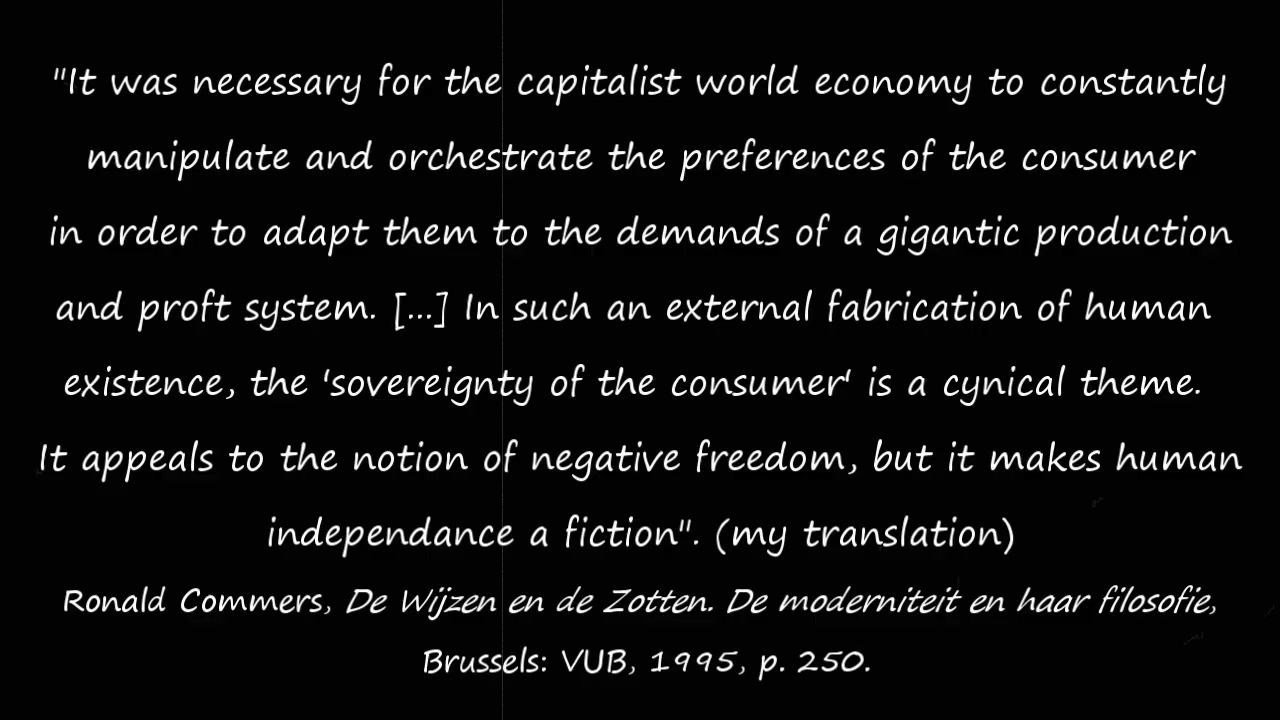 "It was necessary for the capitalist world economy to constantly
manipulate and orchestrate the preferences of the consumer
in order to adapt them to the demands of a gigantic production
and proft system. [...] In such an external fabrication of human
existence, the 'sovereignty of the consumer' is a cynical theme.
It appeals to the notion of negative freedom, but it makes human
independance a fiction". (my translation)
Ronald Commers, De Wijzen en de Zotten. De moderniteit en haar filosofie,
Brussels: VUB, 1995, p. 250.